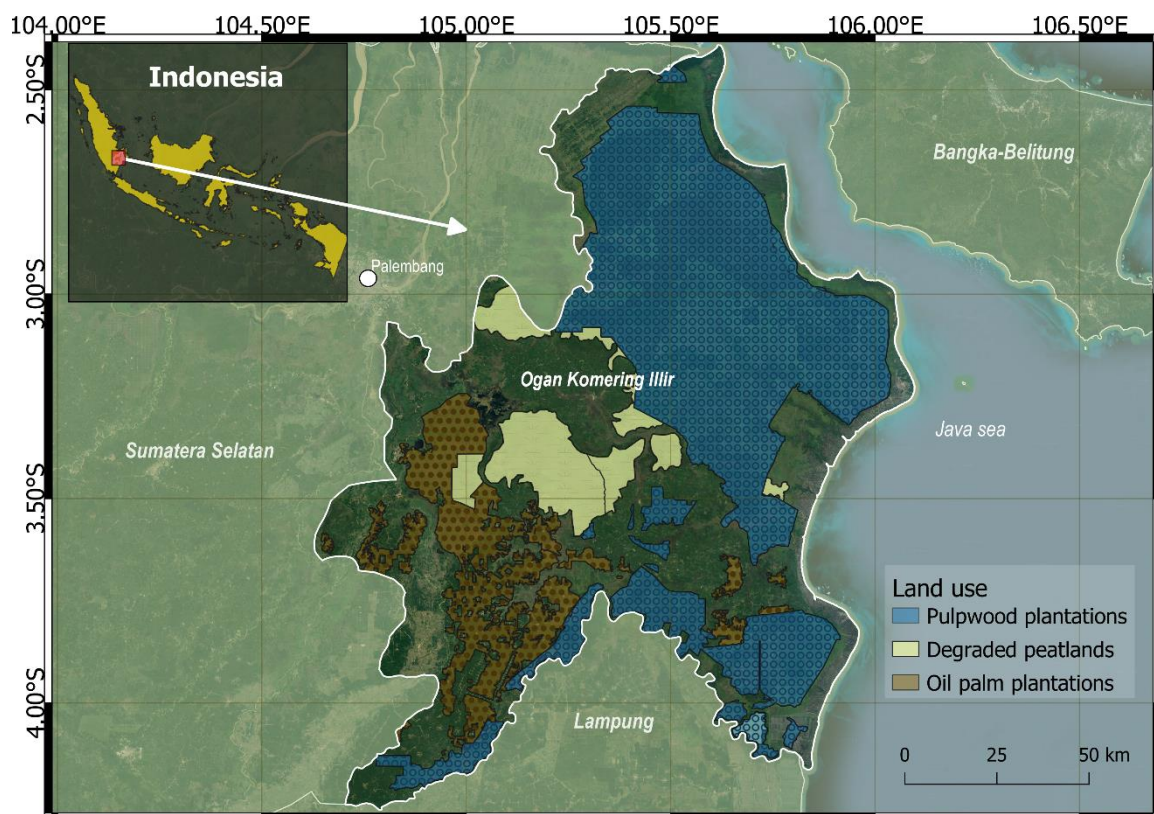 104.00°E 104.50°E 105.00°E 105.50°E 106.00°E 106.50°E
2.50°S
3.00°S
3.50°S
4.00°S
Indonesia
Bangka-Belitung
Palembang
Ogan Komering Illir
Java sea
Sumatera Selatan
Lampung
Land use
Pulpwood plantations
Degraded peatlands
Oil palm plantations
0 25 50 km